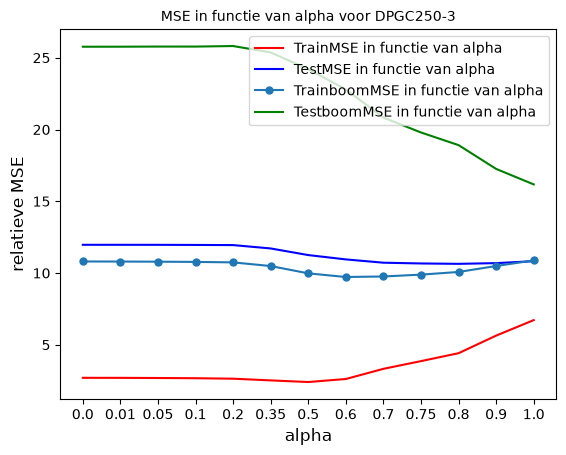 MSE in functie van alpha voor DPGC250-3
TrainMSE in functie van alpha
TestMSE in functie van alpha
TrainboomMSE in functie van alpha
TestboomMSE in functie van alpha
relatieve MSE
25
20
15
10
5
0.0 0.01 0.05 0.1 0.2 0.35 0.5 0.6 0.7 0.75 0.8 0.9 1.0
alpha